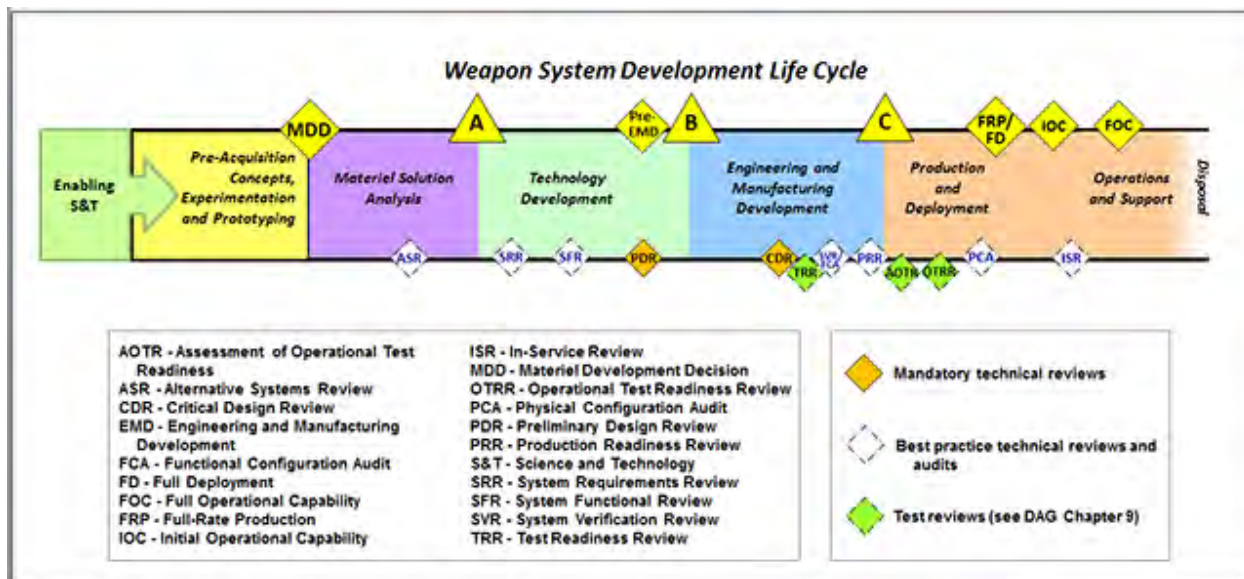 Weapon System Development Life Cycle
MDD
A
Pre-
EMD
B
C
FRP/
FD
IOC
FOC
Enabling
S&T
Pre-Acquisition
Concepts,
Experimentation
and Prototyping
Materiel Solution
Analysis
Technology
Development
Engineering and
Manufacturing
Development
Production
and
Deployment
Operations
and Support
Disposal
ASR
SRR
SFR
PDR
CDR
TRR
SVR/
FCA
PRR
AOTR
OTRR
PCA
ISR
AOTR - Assessment of Operational Test
Readiness
ASR - Alternative Systems Review
CDR - Critical Design Review
EMD - Engineering and Manufacturing
Development
FCA - Functional Configuration Audit
FD - Full Deployment
FOC - Full Operational Capability
FRP - Full-Rate Production
IOC - Initial Operational Capability
ISR - In-Service Review
MDD - Materiel Development Decision
OTRR - Operational Test Readiness Review
PCA - Physical Configuration Audit
PDR - Preliminary Design Review
PRR - Production Readiness Review
S&T - Science and Technology
SRR - System Requirements Review
SFR - System Functional Review
SVR - System Verification Review
TRR - Test Readiness Review
Mandatory technical reviews
Best practice technical reviews and
audits
Test reviews (see DAG Chapter 9)